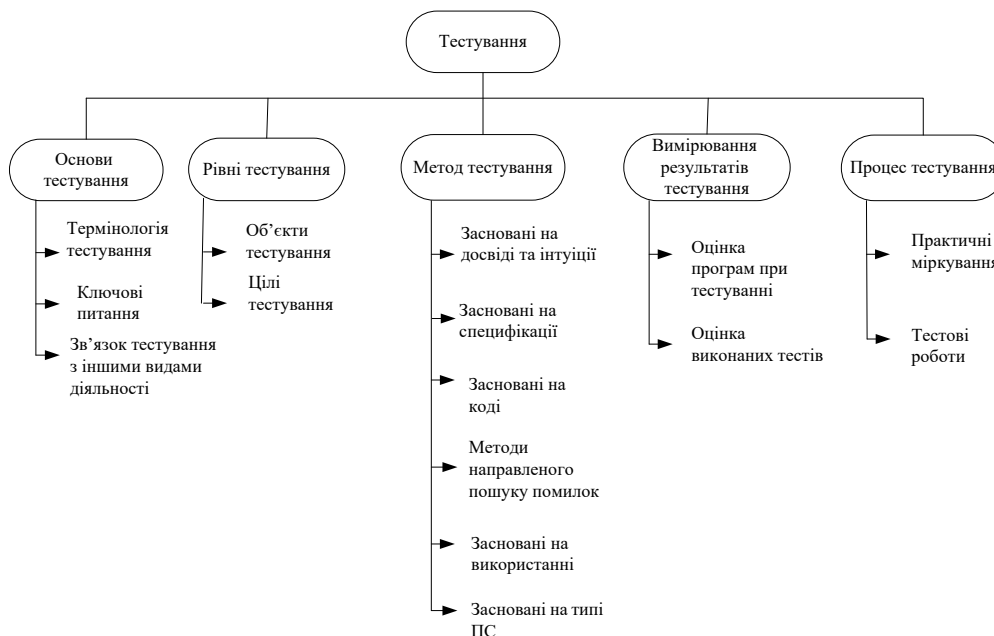 Тестування
Основи
тестування
Рівні тестування
Метод тестування
Вимірювання
результатів
тестування
Процес тестування
Термінологія
тестування
Ключові
питання
Зв’язок тестування
з іншими видами
діяльності
Об’єкти
тестування
Цілі
тестування
Засновані на
досвіді та інтуіції
Засновані на
специфікації
Засновані на
коді
Методи
направленого
пошуку помилок
Засновані на
використанні
Засновані на типі
ПС
Оцінка
програм при
тестуванні
Оцінка
виконаних тестів
Практичні
міркування
Тестові
роботи